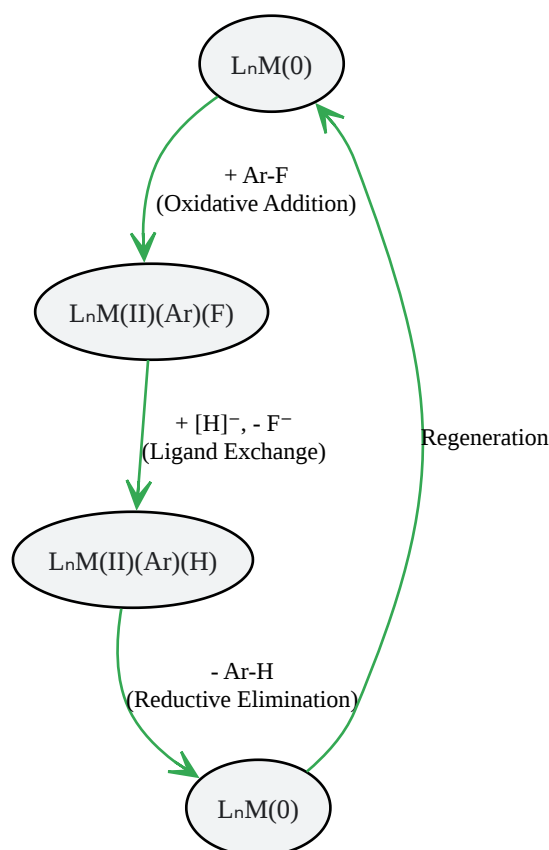 LₙM(0)
+ Ar-F
(Oxidative Addition)
LₙM(II)(Ar)(F)
+ [H]⁻, - F⁻
(Ligand Exchange)
Regeneration
LₙM(II)(Ar)(H)
- Ar-H
(Reductive Elimination)
LₙM(0)